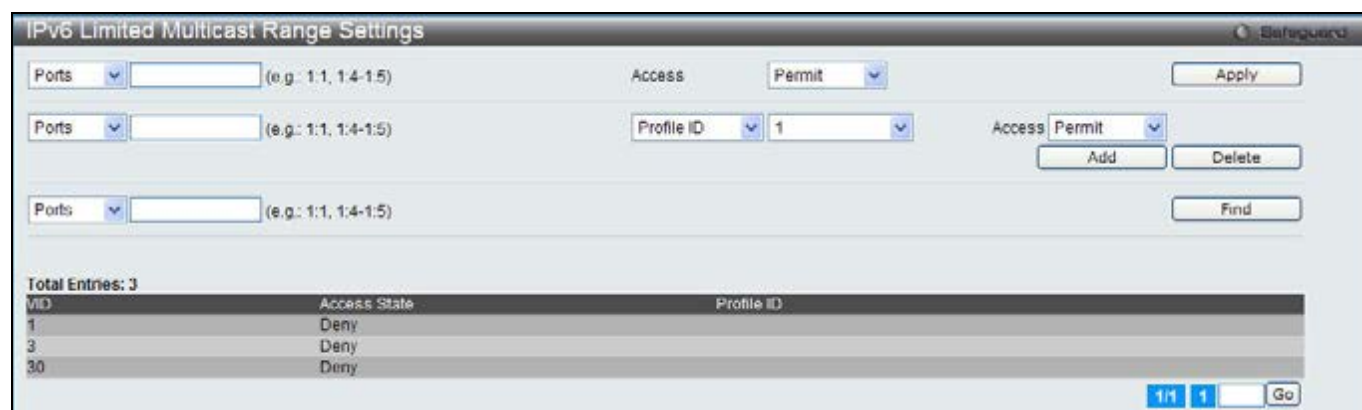 IPv6 Limited Multicast Range Settings Safeguard
Ports (e.g.: 1:1, 1:4-1:5) Access Permit Apply
Ports (e.g.: 1:1, 1:4-1:5) Profile ID 1 Access Permit
Add Delete
Ports (e.g.: 1:1, 1:4-1:5) Find
Total Entries: 3
VID Access State Profile ID
1 Deny
3 Deny
30 Deny
1/1 1 Go